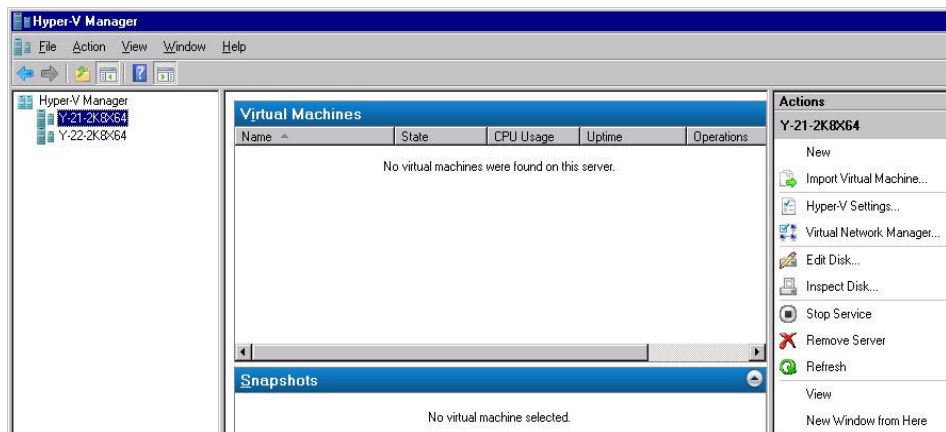 Hyper-V Manager
File Action View Window Help
Hyper-V Manager
Y-21-2K8X64
Y-22-2K8X64
Virtual Machines
Name State CPU Usage Uptime Operations
No virtual machines were found on this server.
Snapshots
No virtual machine selected.
Actions
Y-21-2K8X64
New
Import Virtual Machine...
Hyper-V Settings...
Virtual Network Manager...
Edit Disk...
Inspect Disk...
Stop Service
Remove Server
Refresh
View
New Window from Here